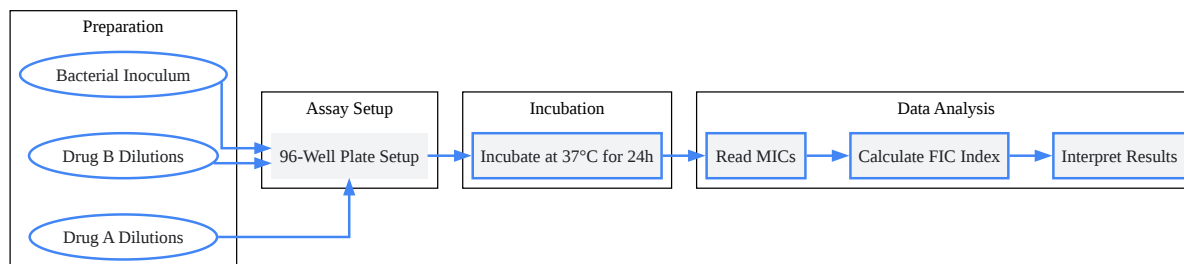 Preparation
Bacterial Inoculum
Drug B Dilutions
Drug A Dilutions
Assay Setup
96-Well Plate Setup
Incubation
Incubate at 37°C for 24h
Data Analysis
Read MICs
Calculate FIC Index
Interpret Results